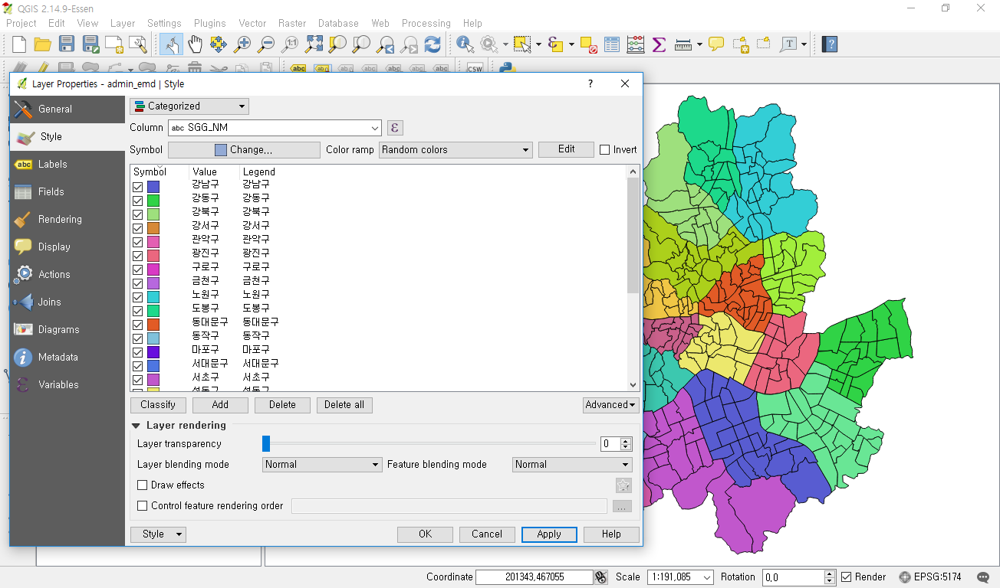 QGIS 2.14.9-Essen
Project Edit View Layer Settings Plugins Vector Raster Database Web Processing Help
Layer Properties - admin_emd | Style
General
Style
Labels
Fields
Rendering
Display
Actions
Joins
Diagrams
Metadata
Variables
Categorized
Column abc SGG_NM
Symbol Change... Color ramp Random colors Edit Invert
Symbol Value Legend
강남구 강남구
강동구 강동구
강북구 강북구
강서구 강서구
관악구 관악구
광진구 광진구
구로구 구로구
금천구 금천구
노원구 노원구
도봉구 도봉구
동대문구 동대문구
동작구 동작구
마포구 마포구
서대문구 서대문구
서초구 서초구
성동구 성동구
Classify Add Delete Delete all Advanced
Layer rendering
Layer transparency 0
Layer blending mode Normal Feature blending mode Normal
Draw effects
Control feature rendering order ...
Style OK Cancel Apply Help
Coordinate 201343,467055 Scale 1:191,085 Rotation 0,0 Render EPSG:5174